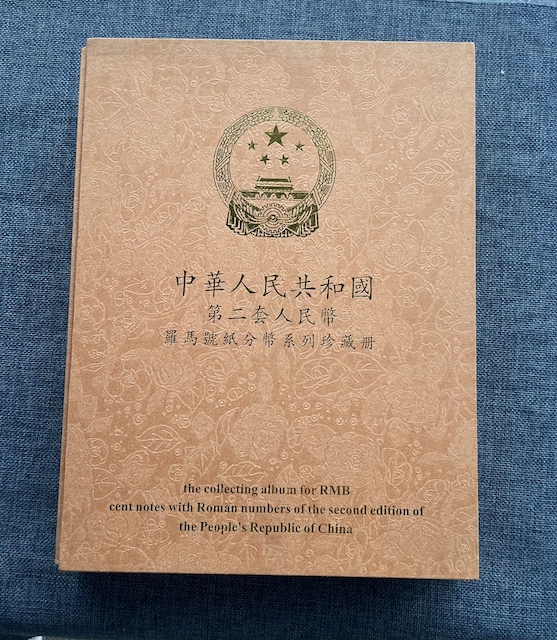 中華人民共和國
第二套人民幣
羅馬號紙分幣系列珍藏册
the collecting album for RMB
cent notes with Roman numbers of the second edition of
the People's Republic of China